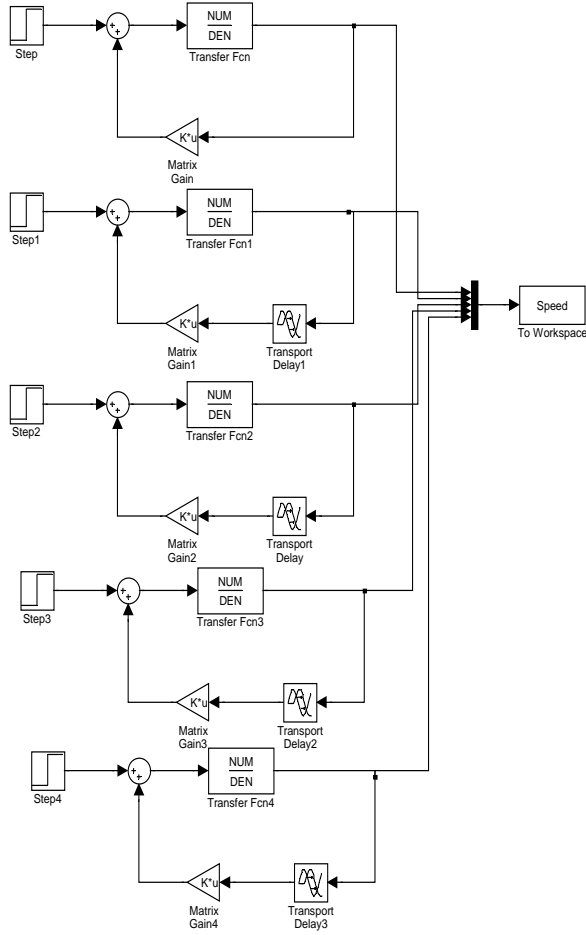 NUM
DEN
Step
Transfer Fcn
K*u
Matrix
Gain
NUM
DEN
Step1
Transfer Fcn1
K*u
Matrix
Gain1
Transport
Delay1
Speed
To Workspace
NUM
DEN
Step2
Transfer Fcn2
K*u
Matrix
Gain2
Transport
Delay
NUM
DEN
Step3
Transfer Fcn3
K*u
Matrix
Gain3
Transport
Delay2
NUM
DEN
Step4
Transfer Fcn4
K*u
Matrix
Gain4
Transport
Delay3